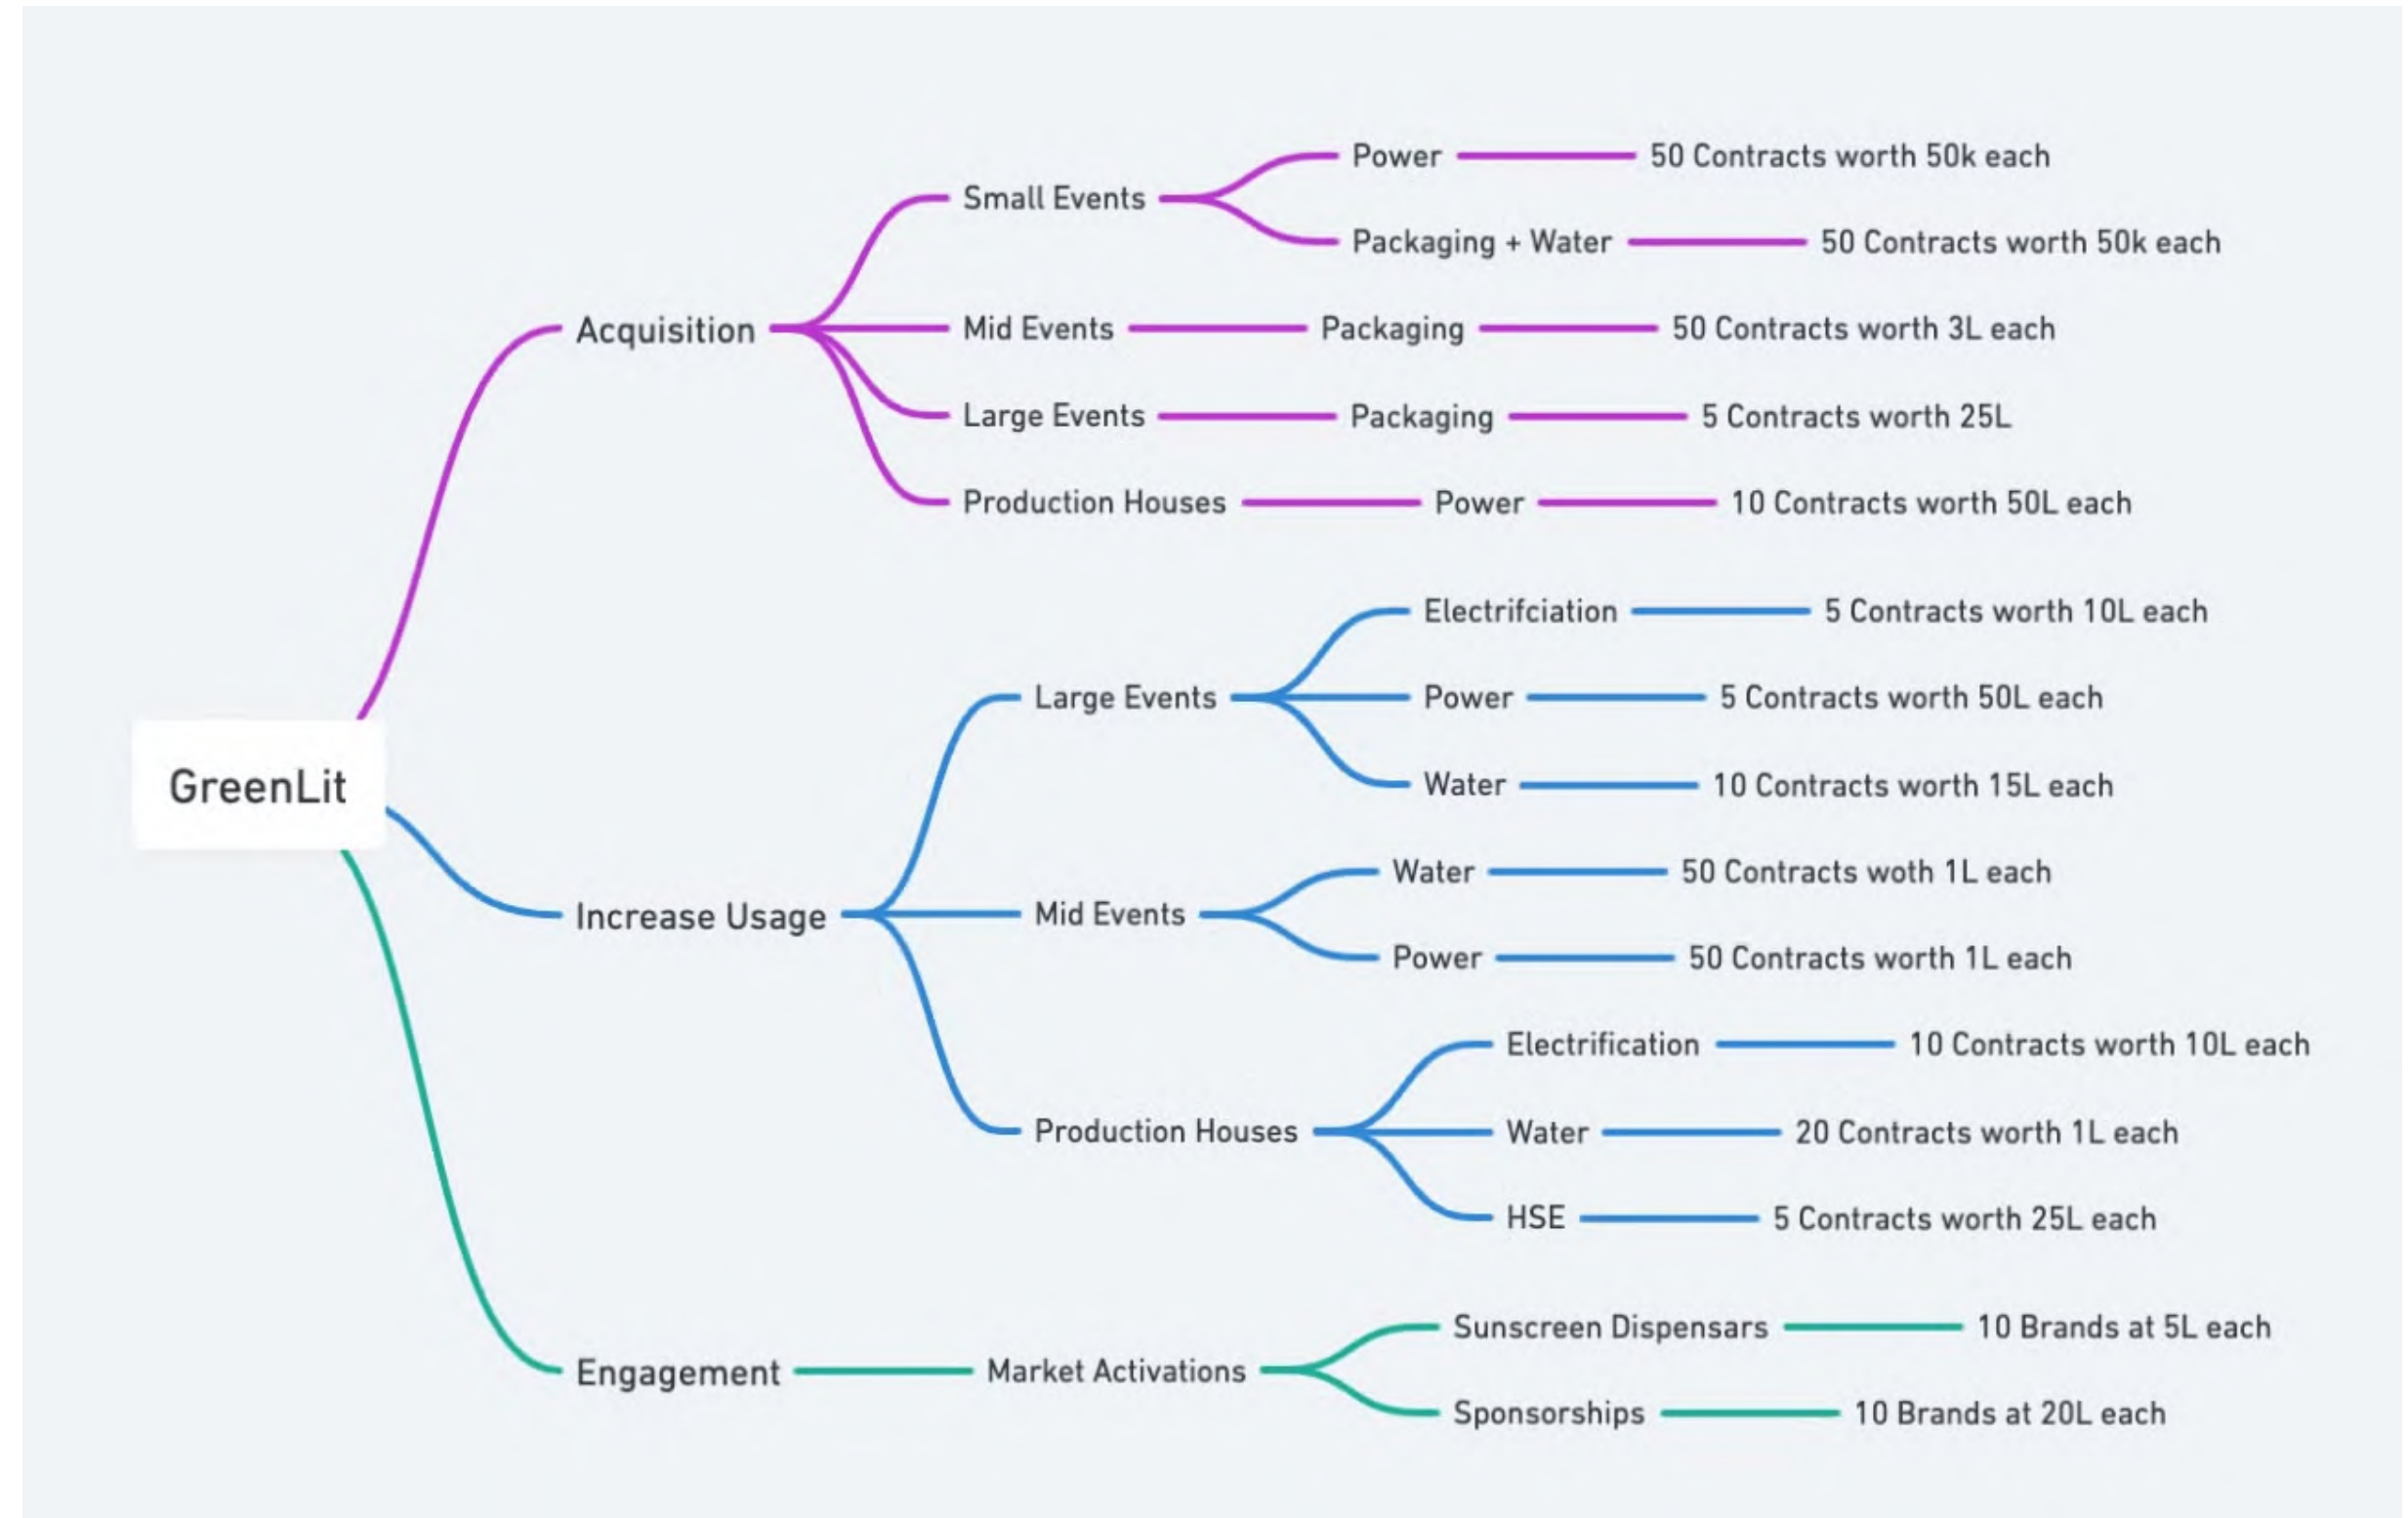 GreenLit
Acquisition
Small Events
Power
50 Contracts worth 50k each
Packaging + Water
50 Contracts worth 50k each
Mid Events
Packaging
50 Contracts worth 3L each
Large Events
Packaging
5 Contracts worth 25L
Production Houses
Power
10 Contracts worth 50L each
Increase Usage
Large Events
Electrifciation
5 Contracts worth 10L each
Power
5 Contracts worth 50L each
Water
10 Contracts worth 15L each
Mid Events
Water
50 Contracts woth 1L each
Power
50 Contracts worth 1L each
Production Houses
Electrification
10 Contracts worth 10L each
Water
20 Contracts worth 1L each
HSE
5 Contracts worth 25L each
Engagement
Market Activations
Sunscreen Dispensars
10 Brands at 5L each
Sponsorships
10 Brands at 20L each